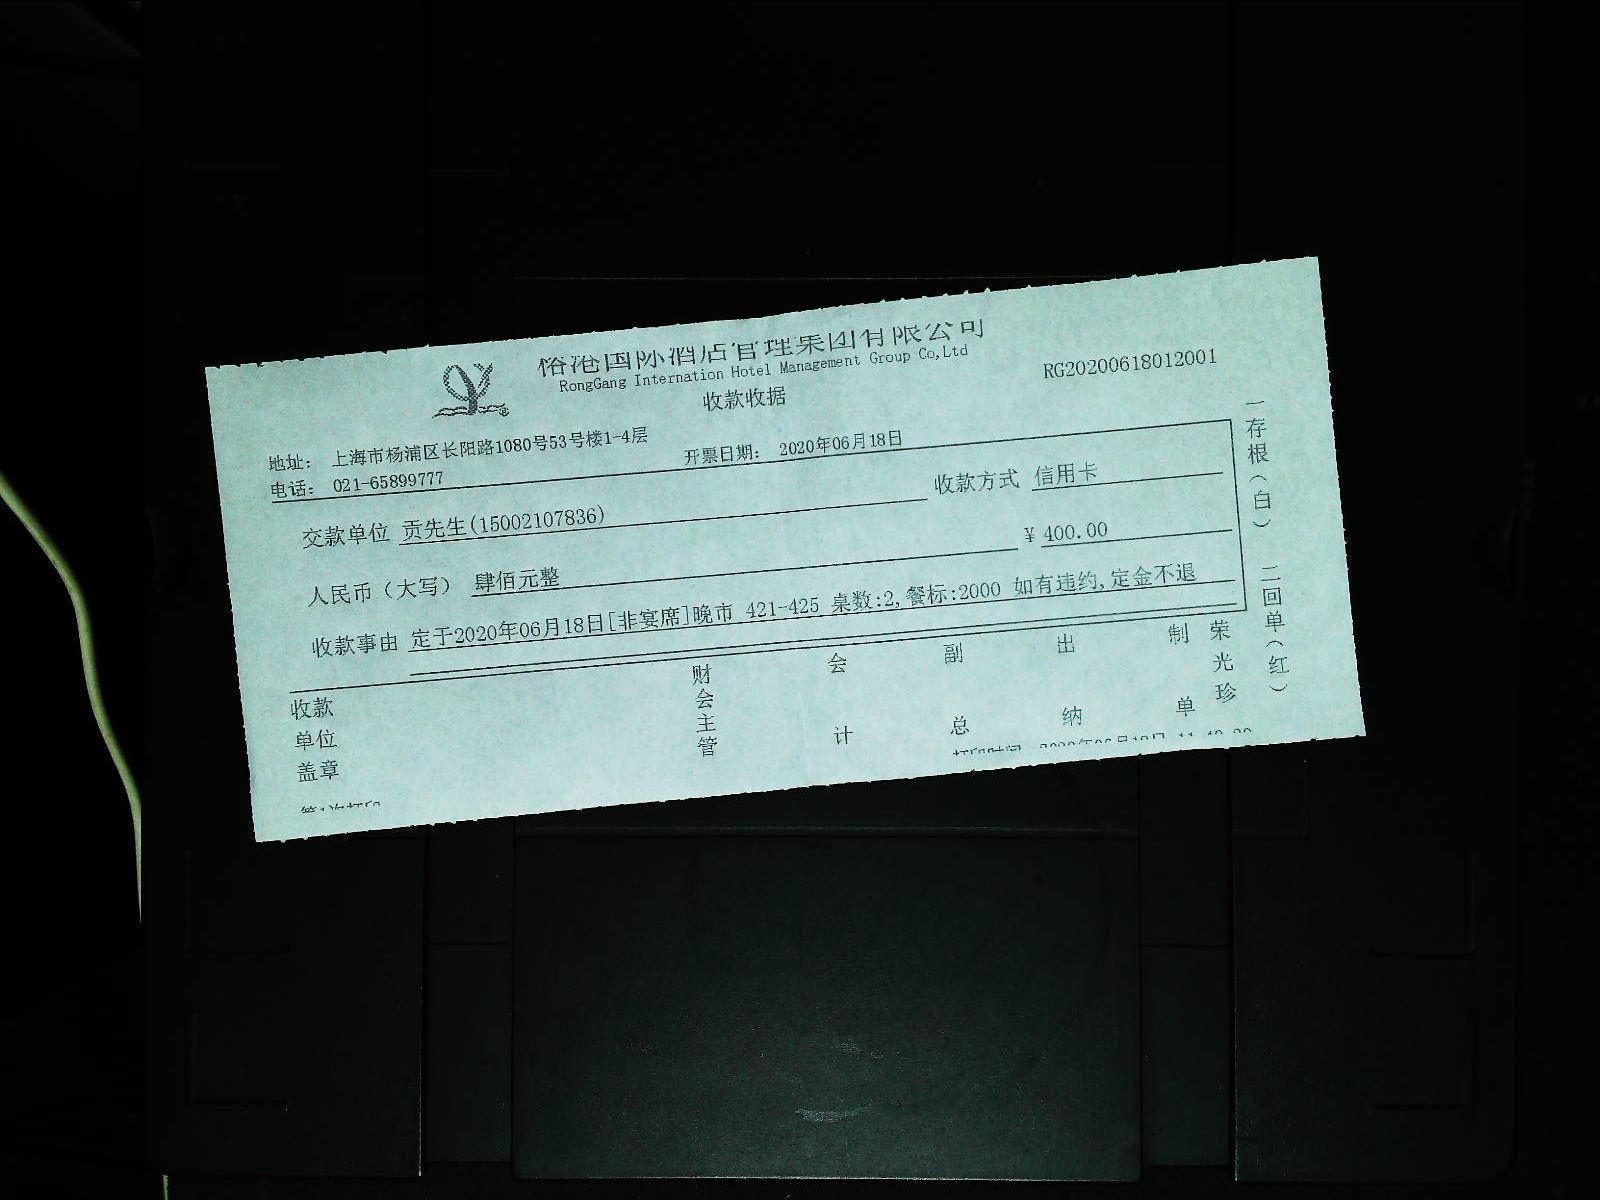 裕港国际酒店管理集团有限公司
RongGang Internation Hotel Management Group Co,Ltd
收款收据
RG20200618012001
地址： 上海市杨浦区长阳路1080号53号楼1-4层
电话： 021-65899777
开票日期： 2020年06月18日
交款单位 贡先生(15002107836)
收款方式 信用卡
人民币（大写） 肆佰元整
¥ 400.00
收款事由 定于2020年06月18日[非宴席]晚市 421-425 桌数:2,餐标:2000 如有违约,定金不退
收款单位盖章
财会主管
会计
副总
出纳
制单
荣光珍
一存根（白）
二回单（红）
第1次打印